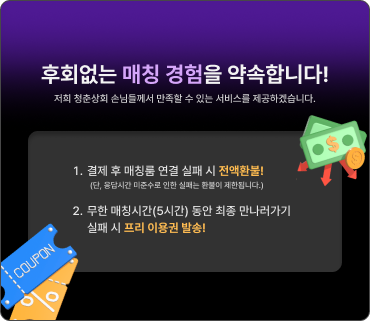 후회없는 매칭 경험을 약속합니다!
저희 청춘상회 손님들께서 만족할 수 있는 서비스를 제공하겠습니다.
1. 결제 후 매칭룸 연결 실패 시 전액환불!
(단, 응답시간 미준수로 인한 실패는 환불이 제한됩니다.)
2. 무한 매칭시간(5시간) 동안 최종 만나러가기
실패 시 프리 이용권 발송!
COUPON
%
$